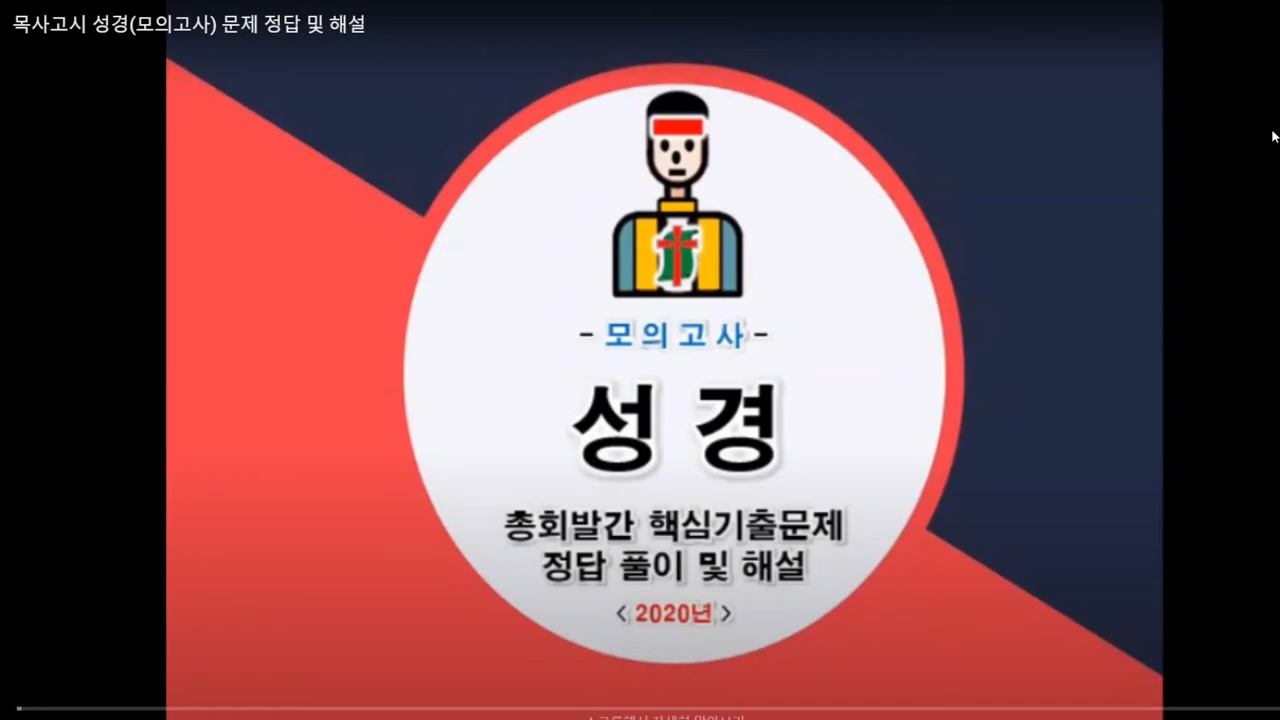 목사고시 성경(모의고사) 문제 정답 및 해설
- 모의고사 -
성경
총회발간 핵심기출문제
정답 풀이 및 해설
< 2020년 >